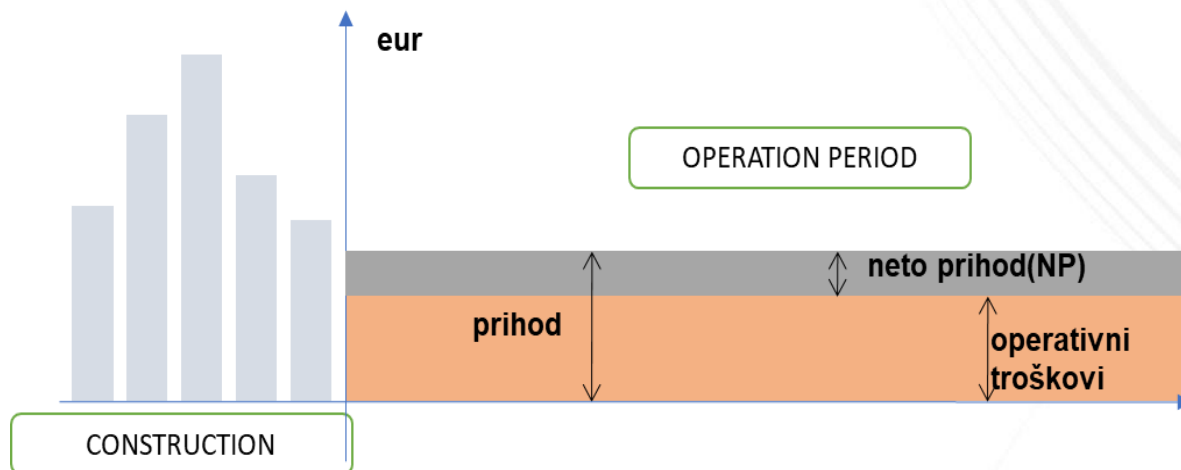 eur
OPERATION PERIOD
neto prihod(NP)
prihod
operativni
troškovi
CONSTRUCTION